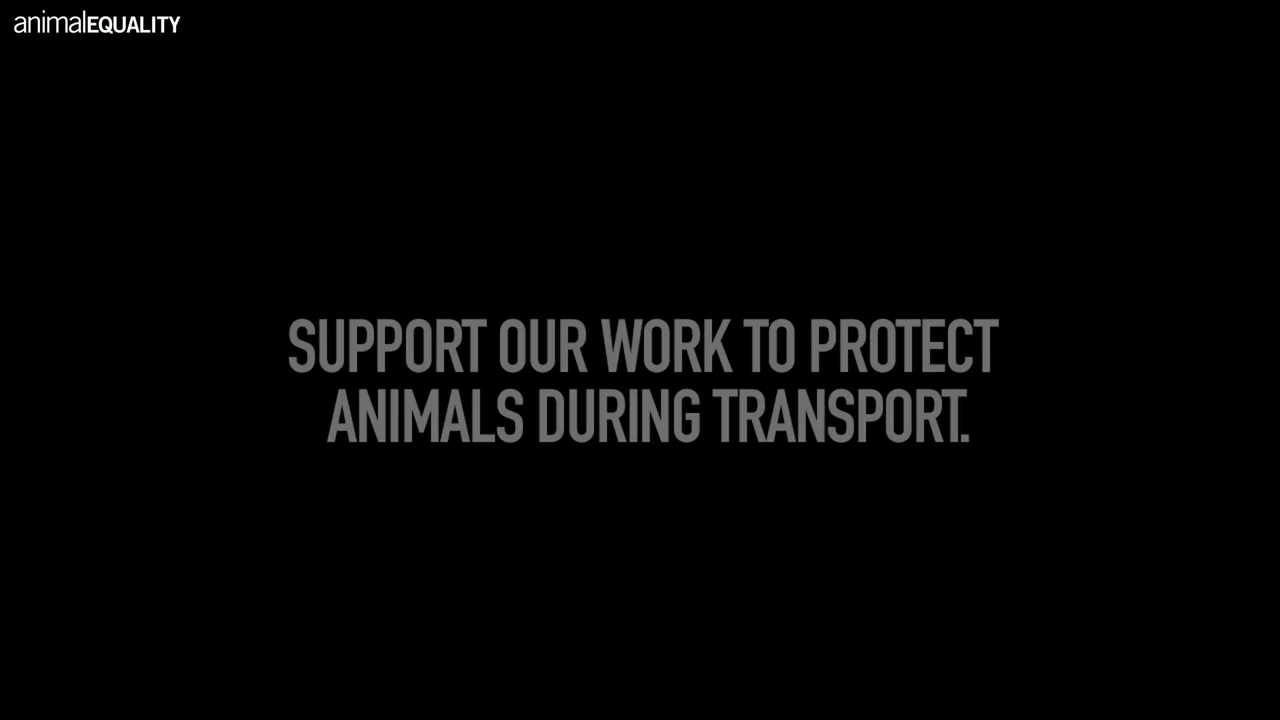 animalEQUALITY
SUPPORT OUR WORK TO PROTECT
ANIMALS DURING TRANSPORT.